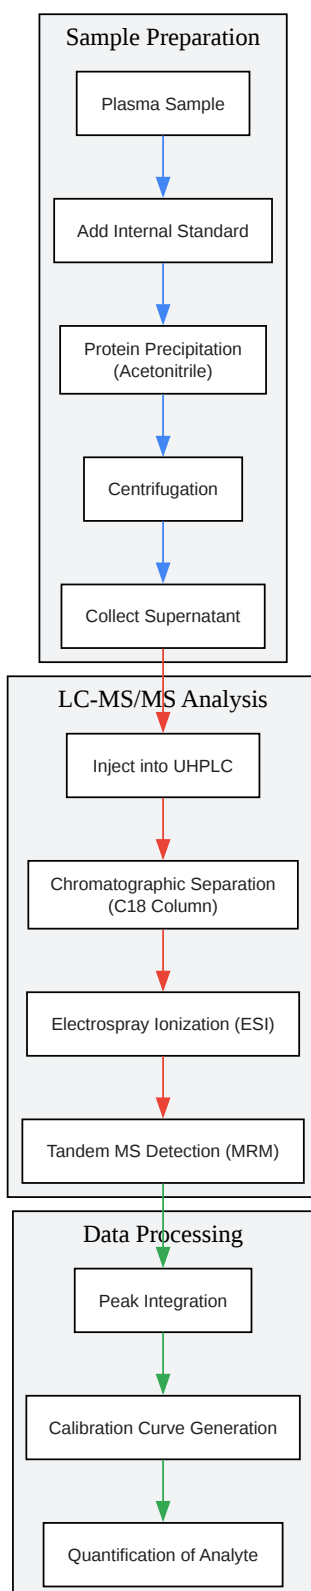 Sample Preparation
Plasma Sample
Add Internal Standard
Protein Precipitation
(Acetonitrile)
Centrifugation
Collect Supernatant
LC-MS/MS Analysis
Inject into UHPLC
Chromatographic Separation
(C18 Column)
Electrospray Ionization (ESI)
Tandem MS Detection (MRM)
Data Processing
Peak Integration
Calibration Curve Generation
Quantification of Analyte